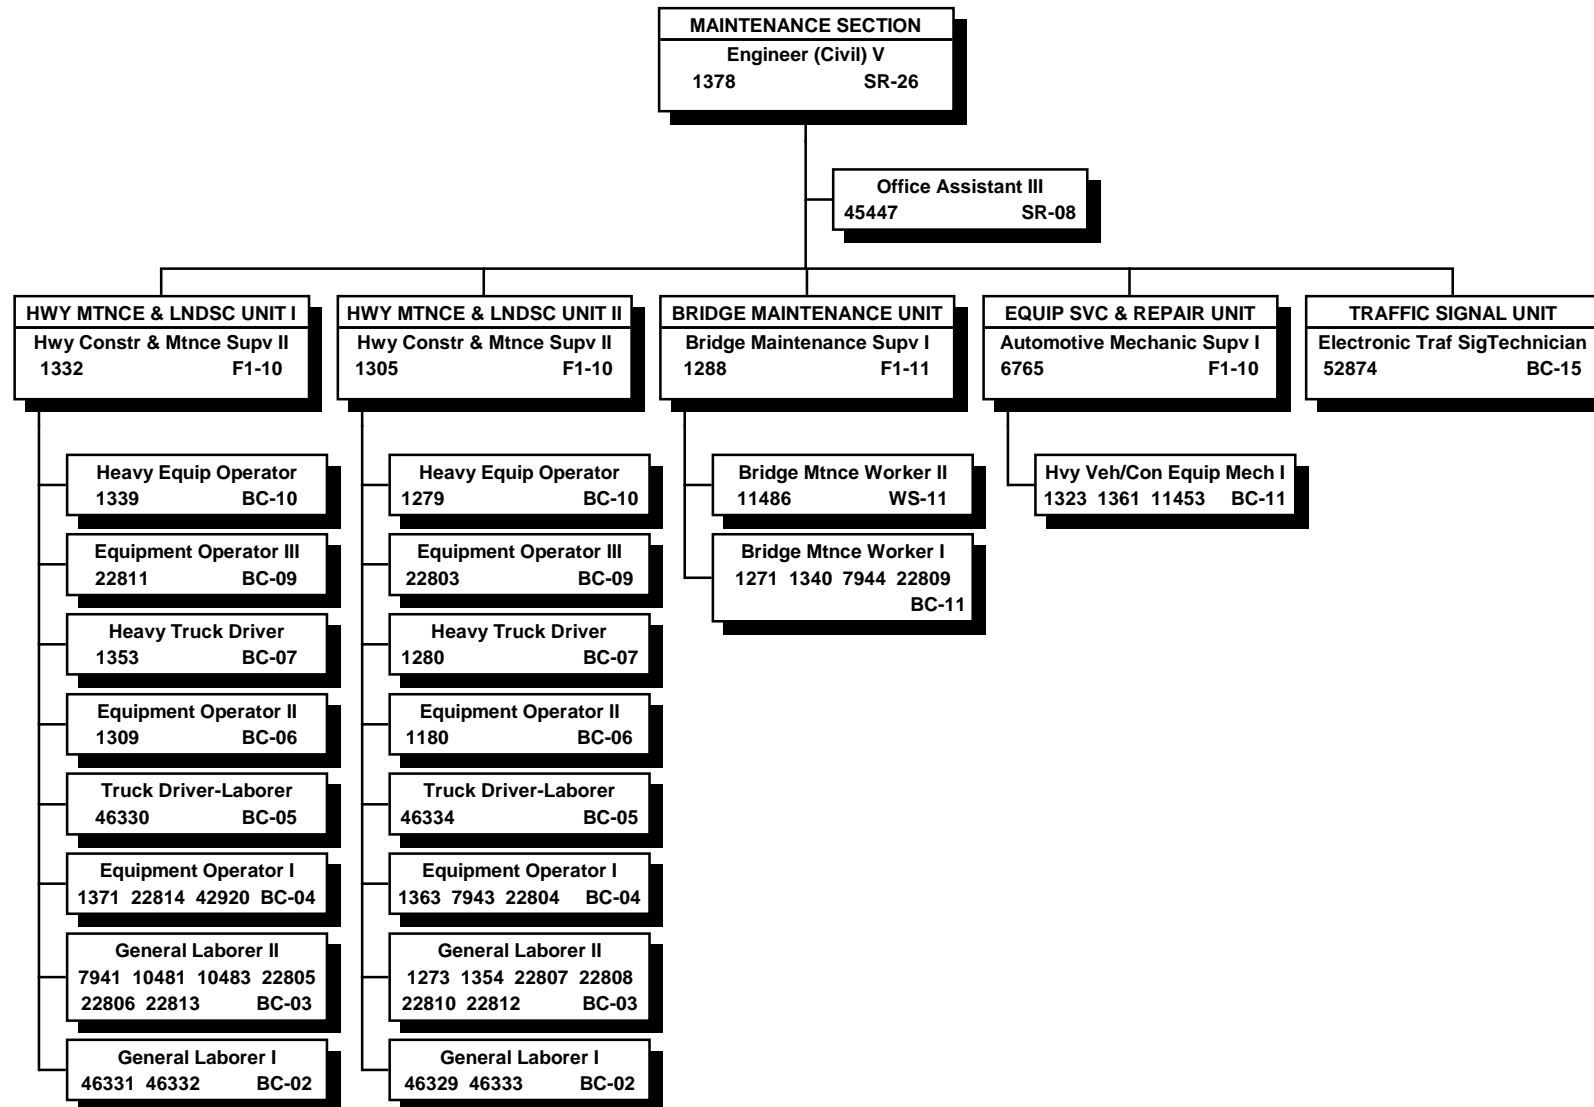 MAINTENANCE SECTION
Engineer (Civil) V
1378 SR-26
Office Assistant III
45447 SR-08
HWY MTNCE & LNDSC UNIT I
Hwy Constr & Mtnce Supv II
1332 F1-10
Heavy Equip Operator
1339 BC-10
Equipment Operator III
22811 BC-09
Heavy Truck Driver
1353 BC-07
Equipment Operator II
1309 BC-06
Truck Driver-Laborer
46330 BC-05
Equipment Operator I
1371 22814 42920 BC-04
General Laborer II
7941 10481 10483 22805
22806 22813 BC-03
General Laborer I
46331 46332 BC-02
HWY MTNCE & LNDSC UNIT II
Hwy Constr & Mtnce Supv II
1305 F1-10
Heavy Equip Operator
1279 BC-10
Equipment Operator III
22803 BC-09
Heavy Truck Driver
1280 BC-07
Equipment Operator II
1180 BC-06
Truck Driver-Laborer
46334 BC-05
Equipment Operator I
1363 7943 22804 BC-04
General Laborer II
1273 1354 22807 22808
22810 22812 BC-03
General Laborer I
46329 46333 BC-02
BRIDGE MAINTENANCE UNIT
Bridge Maintenance Supv I
1288 F1-11
Bridge Mtnce Worker II
11486 WS-11
Bridge Mtnce Worker I
1271 1340 7944 22809
BC-11
EQUIP SVC & REPAIR UNIT
Automotive Mechanic Supv I
6765 F1-10
Hvy Veh/Con Equip Mech I
1323 1361 11453 BC-11
TRAFFIC SIGNAL UNIT
Electronic Traf SigTechnician
52874 BC-15